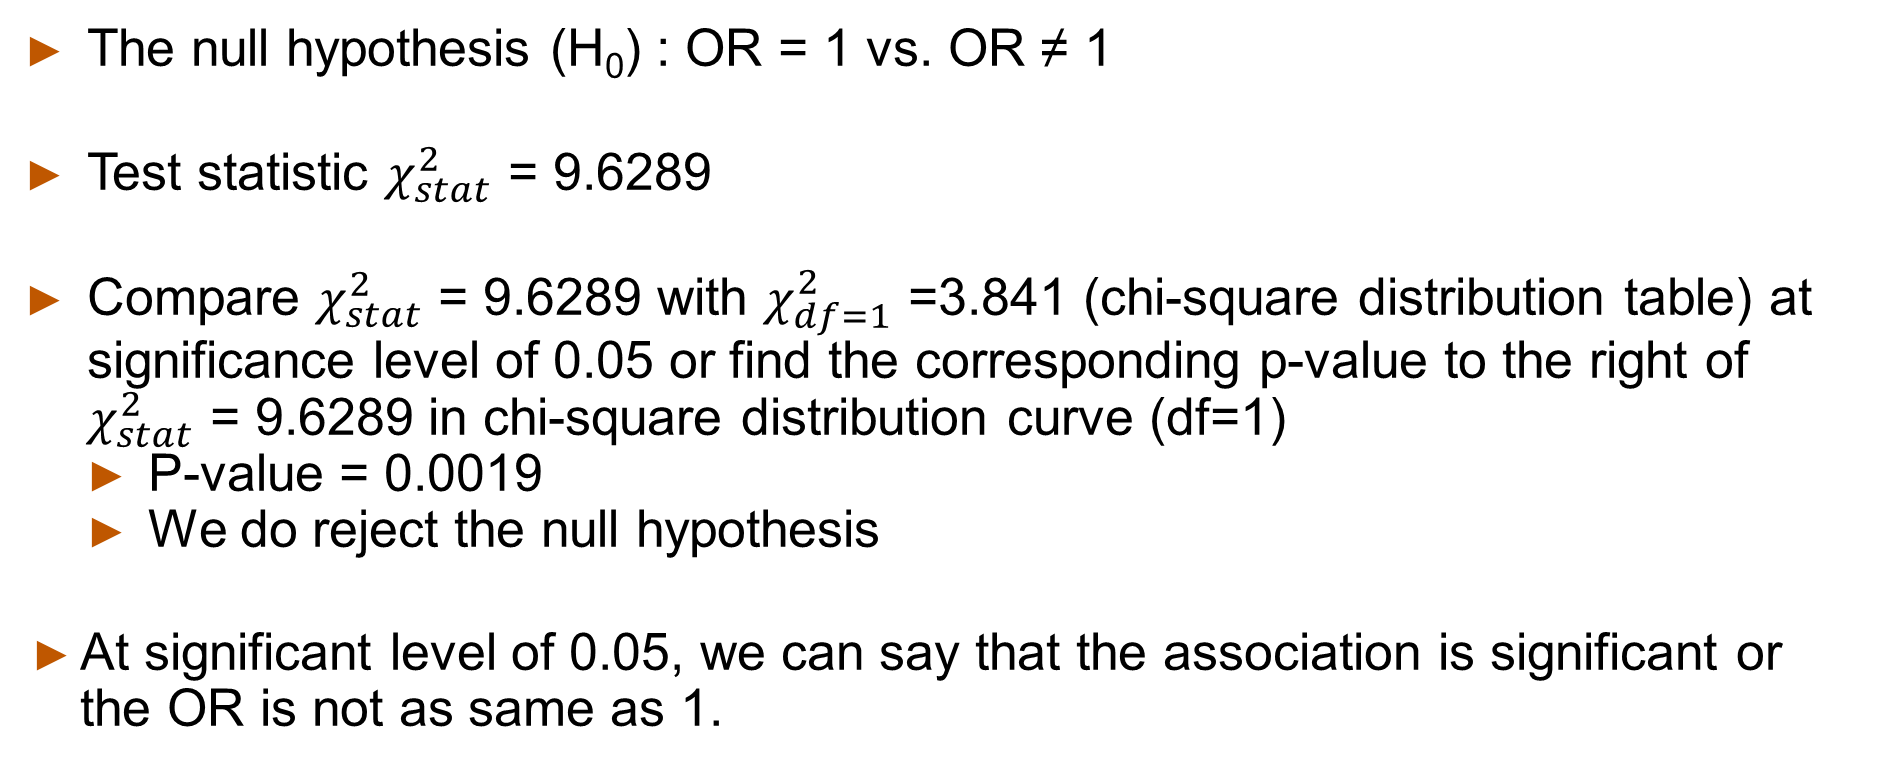 ► The null hypothesis (H₀) : OR = 1 vs. OR ≠ 1
► Test statistic χ²stat = 9.6289
► Compare χ²stat = 9.6289 with χ²df=1 =3.841 (chi-square distribution table) at
significance level of 0.05 or find the corresponding p-value to the right of
χ²stat = 9.6289 in chi-square distribution curve (df=1)
► P-value = 0.0019
► We do reject the null hypothesis
► At significant level of 0.05, we can say that the association is significant or
the OR is not as same as 1.